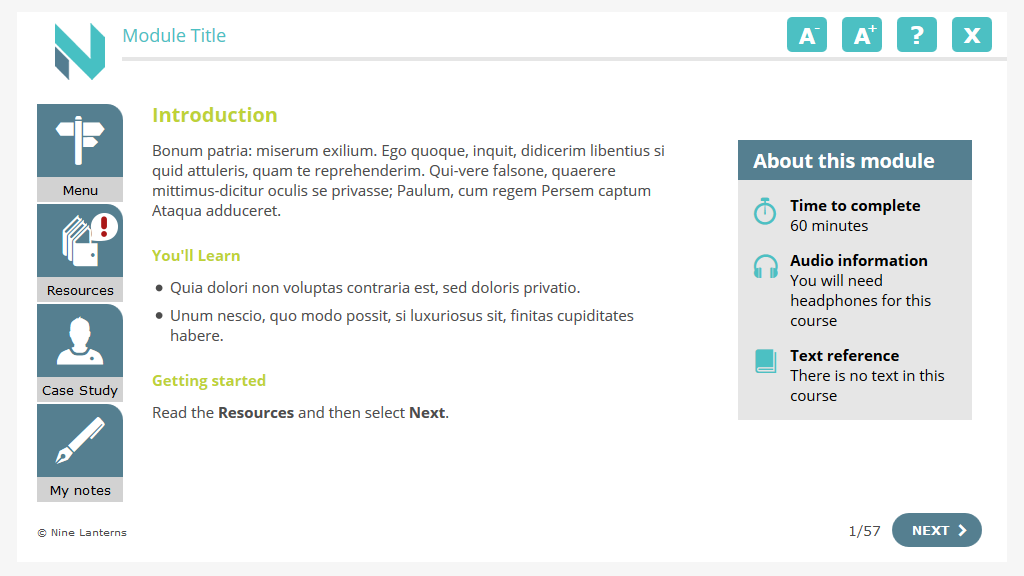 Module Title
A-
A+
?
X
Menu
Resources
Case Study
My notes
Introduction
Bonum patria: miserum exilium. Ego quoque, inquit, didicerim libentius si
quid attuleris, quam te reprehenderim. Qui-vere falsone, quaerere
mittimus-dicitur oculis se privasse; Paulum, cum regem Persem captum
Ataqua adduceret.
You'll Learn
• Quia dolori non voluptas contraria est, sed doloris privatio.
• Unum nescio, quo modo possit, si luxuriosus sit, finitas cupiditates
habere.
Getting started
Read the Resources and then select Next.
About this module
Time to complete
60 minutes
Audio information
You will need
headphones for this
course
Text reference
There is no text in this
course
© Nine Lanterns
1/57
NEXT